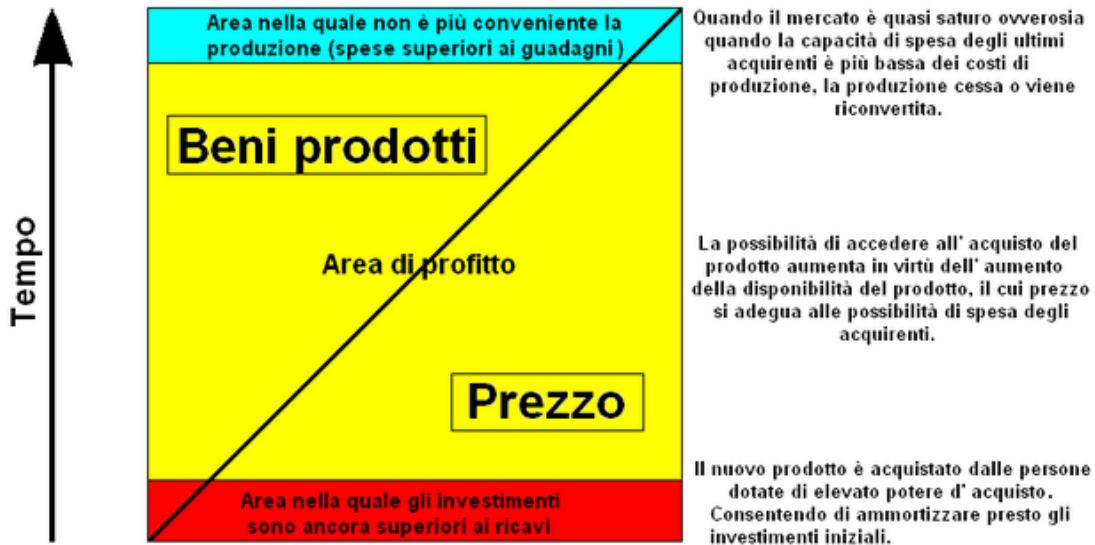 Area nella quale non è più conveniente la
produzione (spese superiori ai guadagni )
Quando il mercato è quasi saturo ovverosia
quando la capacità di spesa degli ultimi
acquirenti è più bassa dei costi di
produzione, la produzione cessa o viene
riconvertita.
Beni prodotti
Tempo
Area di profitto
La possibilità di accedere all' acquisto del
prodotto aumenta in virtù dell' aumento
della disponibilità del prodotto, il cui prezzo
si adegua alle possibilità di spesa degli
acquirenti.
Prezzo
Area nella quale gli investimenti
sono ancora superiori ai ricavi
Il nuovo prodotto è acquistato dalle persone
dotate di elevato potere d' acquisto.
Consentendo di ammortizzare presto gli
investimenti iniziali.